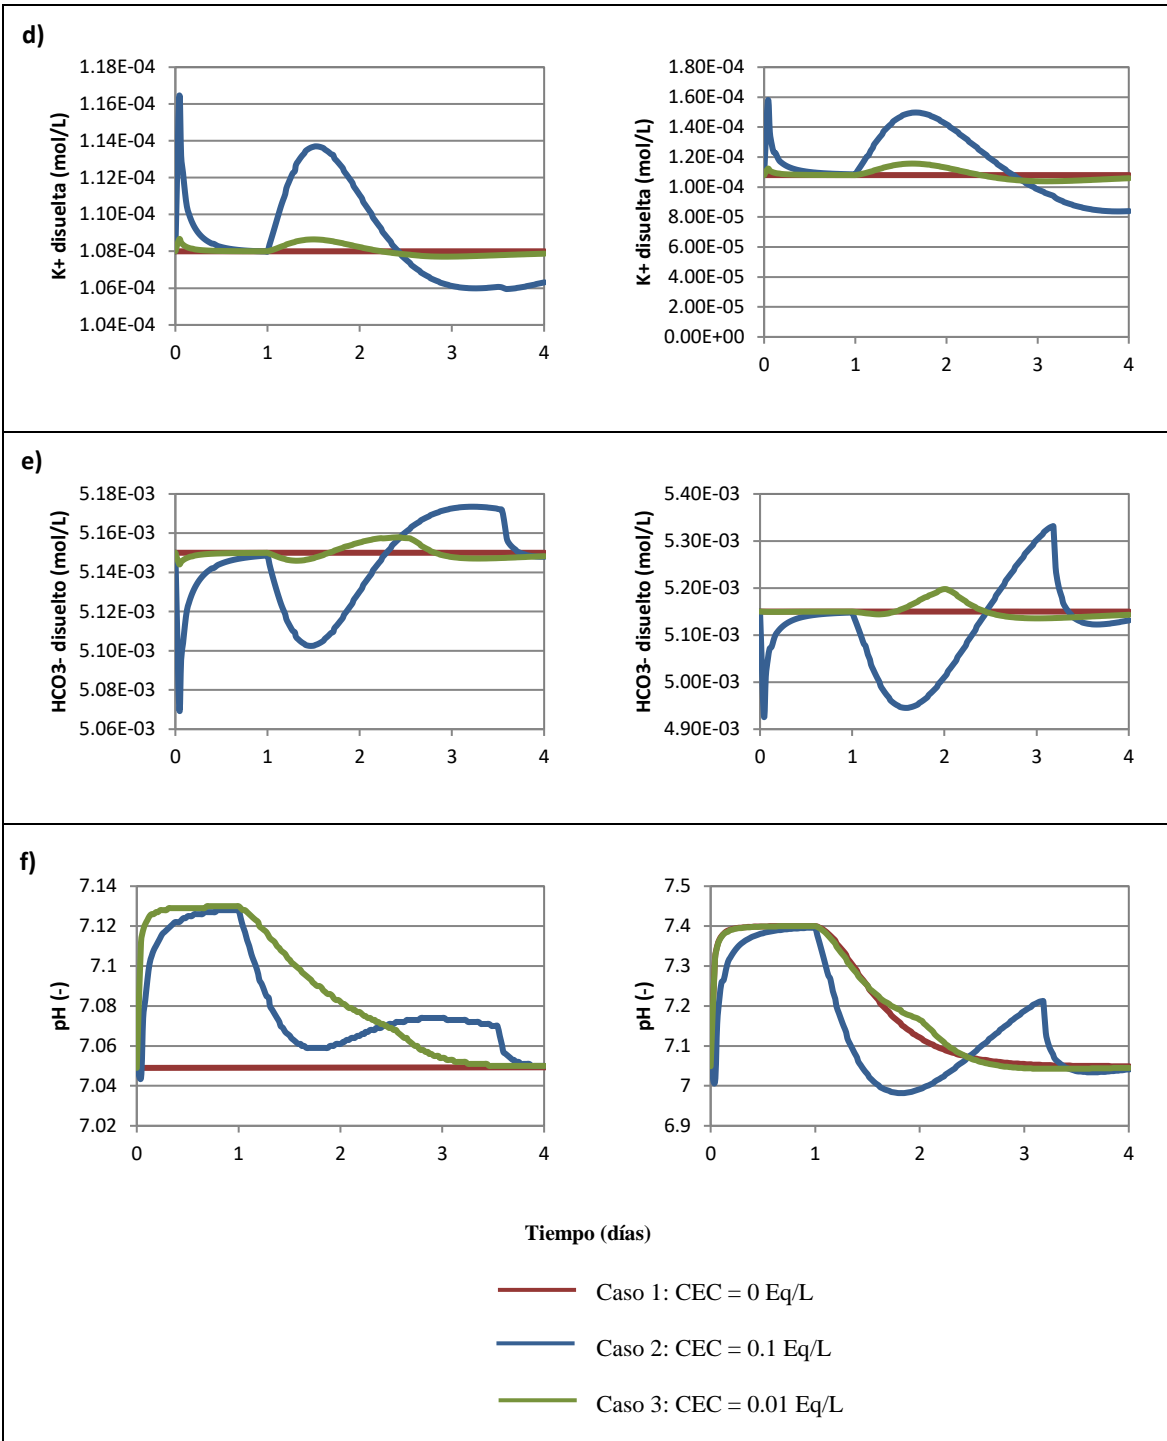 d)
K+ disuelta (mol/L)
1.18E-04
1.16E-04
1.14E-04
1.12E-04
1.10E-04
1.08E-04
1.06E-04
1.04E-04
0 1 2 3 4
K+ disuelta (mol/L)
1.80E-04
1.60E-04
1.40E-04
1.20E-04
1.00E-04
8.00E-05
6.00E-05
4.00E-05
2.00E-05
0.00E+00
0 1 2 3 4
e)
HCO3- disuelto (mol/L)
5.18E-03
5.16E-03
5.14E-03
5.12E-03
5.10E-03
5.08E-03
5.06E-03
0 1 2 3 4
HCO3- disuelto (mol/L)
5.40E-03
5.30E-03
5.20E-03
5.10E-03
5.00E-03
4.90E-03
0 1 2 3 4
f)
pH (-)
7.14
7.12
7.1
7.08
7.06
7.04
7.02
0 1 2 3 4
pH (-)
7.5
7.4
7.3
7.2
7.1
7
6.9
0 1 2 3 4
Tiempo (días)
Caso 1: CEC = 0 Eq/L
Caso 2: CEC = 0.1 Eq/L
Caso 3: CEC = 0.01 Eq/L